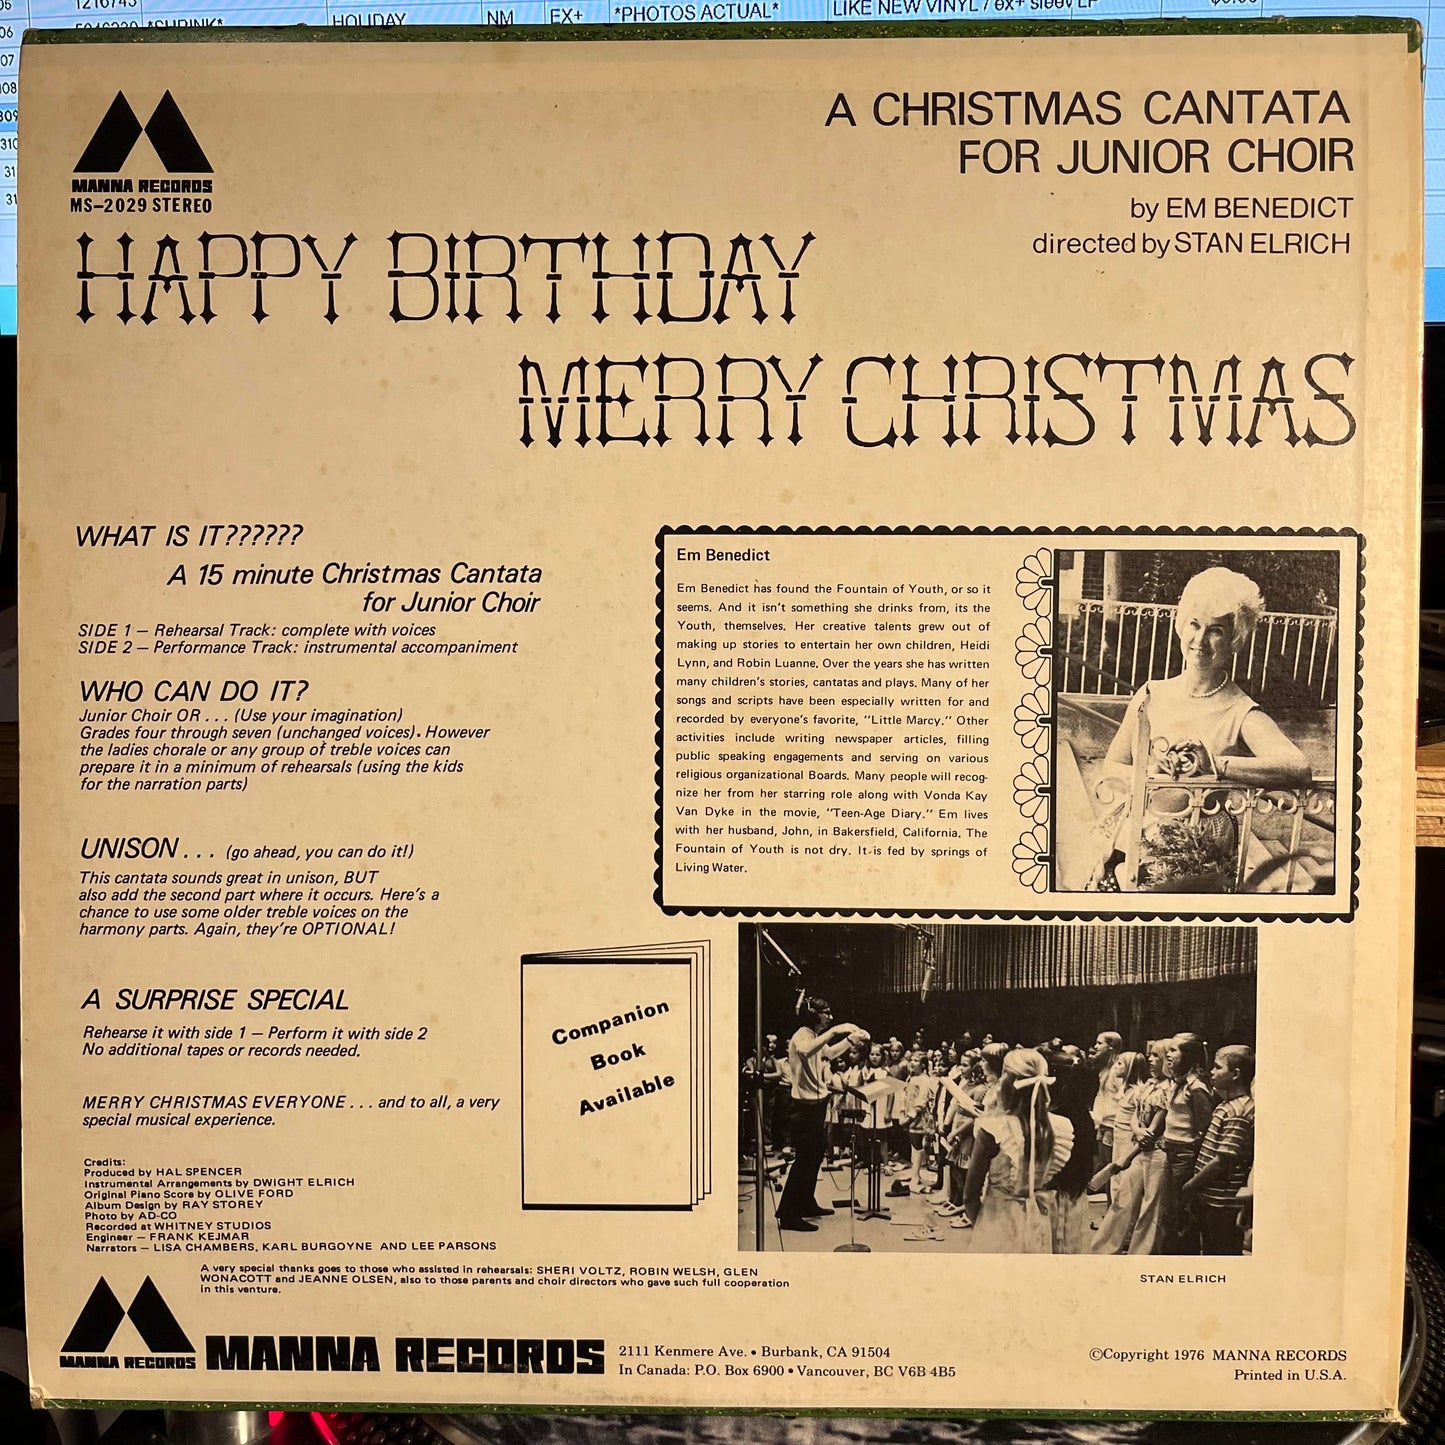 1216743
LIKE NEW VINYL / ex+ sleev LP
*SHRINK*
HOLIDAY
NM
EX+
*PHOTOS ACTUAL*
MANNA RECORDS
MS-2029 STEREO
A CHRISTMAS CANTATA
FOR JUNIOR CHOIR
by EM BENEDICT
directed by STAN ELRICH
HAPPY BIRTHDAY
MERRY CHRISTMAS
WHAT IS IT??????
A 15 minute Christmas Cantata
for Junior Choir
SIDE 1 – Rehearsal Track: complete with voices
SIDE 2 – Performance Track: instrumental accompaniment
WHO CAN DO IT?
Junior Choir OR . . . (Use your imagination)
Grades four through seven (unchanged voices). However
the ladies chorale or any group of treble voices can
prepare it in a minimum of rehearsals (using the kids
for the narration parts)
UNISON . . . (go ahead, you can do it!)
This cantata sounds great in unison, BUT
also add the second part where it occurs. Here's a
chance to use some older treble voices on the
harmony parts. Again, they're OPTIONAL!
A SURPRISE SPECIAL
Rehearse it with side 1 – Perform it with side 2
No additional tapes or records needed.
MERRY CHRISTMAS EVERYONE . . . and to all, a very
special musical experience.
Credits:
Produced by HAL SPENCER
Instrumental Arrangements by DWIGHT ELRICH
Original Piano Score by OLIVE FORD
Album Design by RAY STOREY
Photo by AD-CO
Recorded at WHITNEY STUDIOS
Engineer – FRANK KEJMAR
Narrators – LISA CHAMBERS, KARL BURGOYNE AND LEE PARSONS
A very special thanks goes to those who assisted in rehearsals: SHERI VOLTZ, ROBIN WELSH, GLEN
WONACOTT and JEANNE OLSEN, also to those parents and choir directors who gave such full cooperation
in this venture.
Em Benedict
Em Benedict has found the Fountain of Youth, or so it
seems. And it isn't something she drinks from, its the
Youth, themselves. Her creative talents grew out of
making up stories to entertain her own children, Heidi
Lynn, and Robin Luanne. Over the years she has written
many children's stories, cantatas and plays. Many of her
songs and scripts have been especially written for and
recorded by everyone's favorite, "Little Marcy." Other
activities include writing newspaper articles, filling
public speaking engagements and serving on various
religious organizational Boards. Many people will recog-
nize her from her starring role along with Vonda Kay
Van Dyke in the movie, "Teen-Age Diary." Em lives
with her husband, John, in Bakersfield, California. The
Fountain of Youth is not dry. It is fed by springs of
Living Water.
Companion
Book
Available
STAN ELRICH
MANNA RECORDS
MANNA RECORDS
2111 Kenmere Ave. • Burbank, CA 91504
In Canada: P.O. Box 6900 • Vancouver, BC V6B 4B5
©Copyright 1976 MANNA RECORDS
Printed in U.S.A.